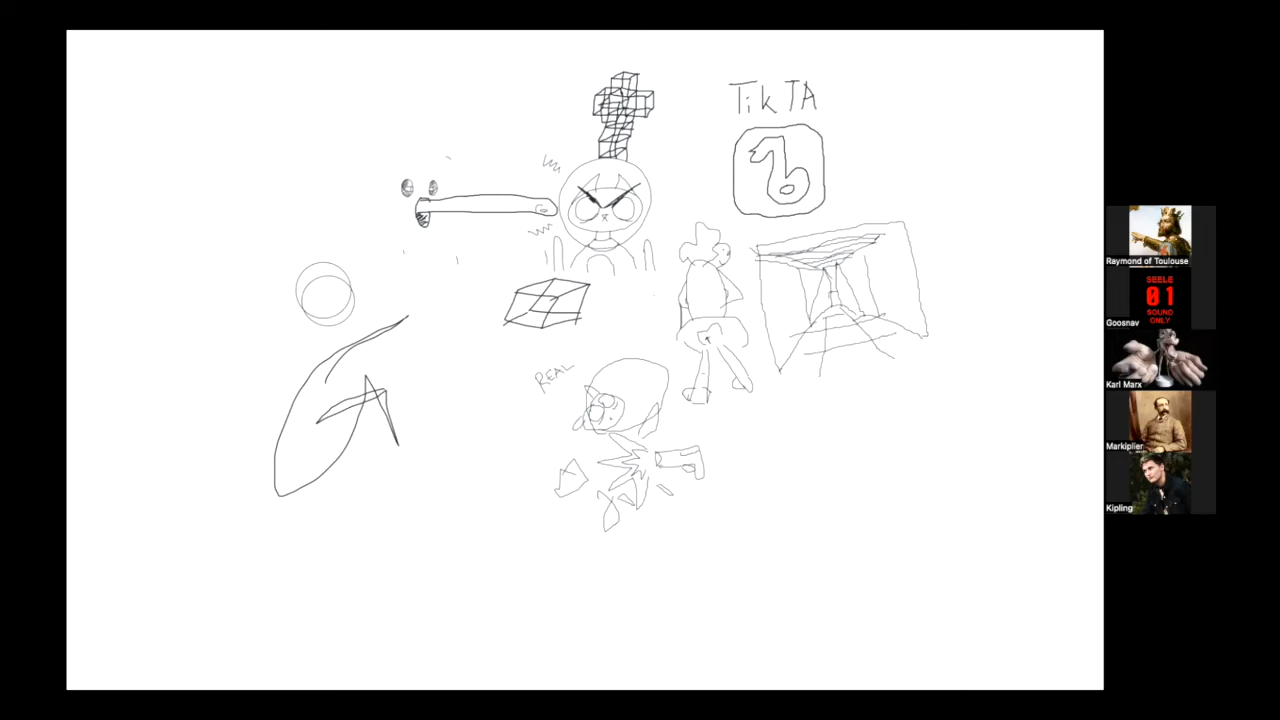 TikTA
REAL
Raymond of Toulouse
SEELE
01
SOUND
ONLY
Goosnav
Karl Marx
Markiplier
Kipling